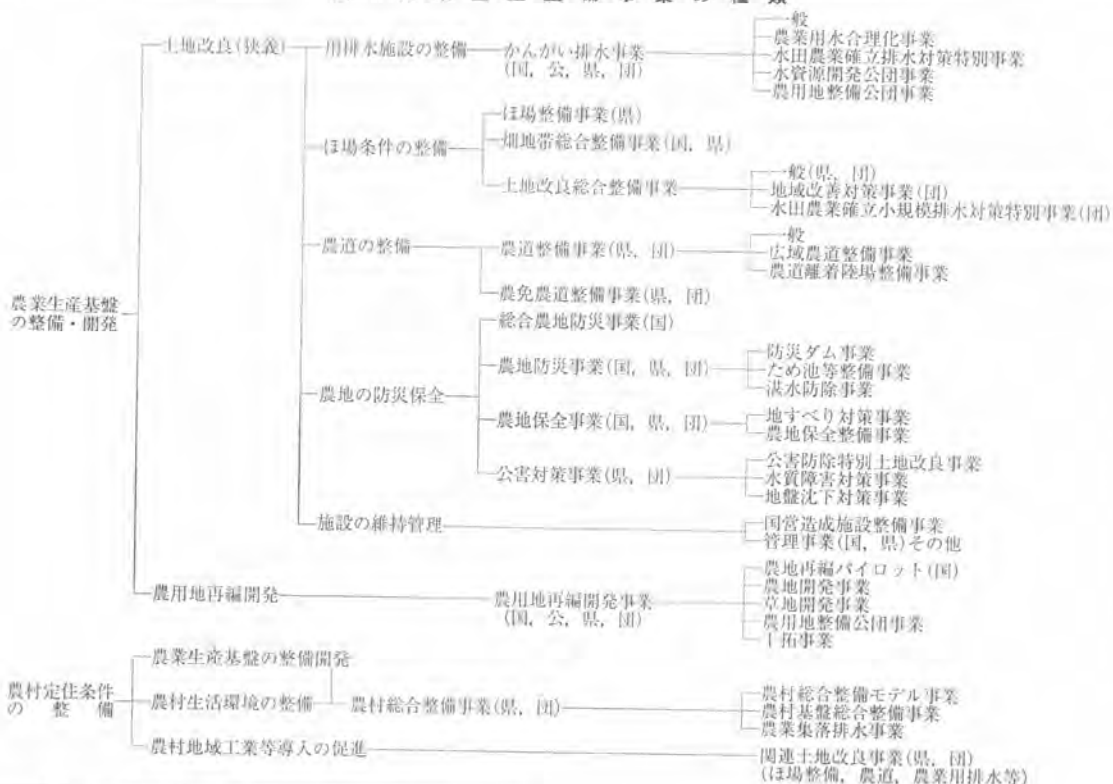 事業の種類
一般
土地改良(狭義)
用排水施設の整備
かんがい排水事業
(国，公，県，団)
農業用水合理化事業
水田農業確立排水対策特別事業
水資源開発公団事業
農用地整備公団事業
ほ場条件の整備
ほ場整備事業(県)
畑地帯総合整備事業(国，県)
土地改良総合整備事業
一般(県，団)
地域改善対策事業(団)
水田農業確立小規模排水対策特別事業(団)
農道の整備
農道整備事業(県，団)
一般
広域農道整備事業
農道離着陸場整備事業
農免農道整備事業(県，団)
農業生産基盤
の整備・開発
農地の防災保全
総合農地防災事業(国)
農地防災事業(国，県，団)
防災ダム事業
ため池等整備事業
湛水防除事業
農地保全事業(国，県，団)
地すべり対策事業
農地保全整備事業
公害対策事業(県，団)
公害防除特別土地改良事業
水質障害対策事業
地盤沈下対策事業
施設の維持管理
国営造成施設整備事業
管理事業(国，県)その他
農用地再編開発
農用地再編開発事業
(国，公，県，団)
農地再編パイロット(国)
農地開発事業
草地開発事業
農用地整備公団事業
干拓事業
農村定住条件
の整備
農業生産基盤の整備開発
農村生活環境の整備
農村総合整備事業(県，団)
農村総合整備モデル事業
農村基盤総合整備事業
農業集落排水事業
農村地域工業等導入の促進
関連土地改良事業(県，団)
(ほ場整備，農道，農業用排水等)